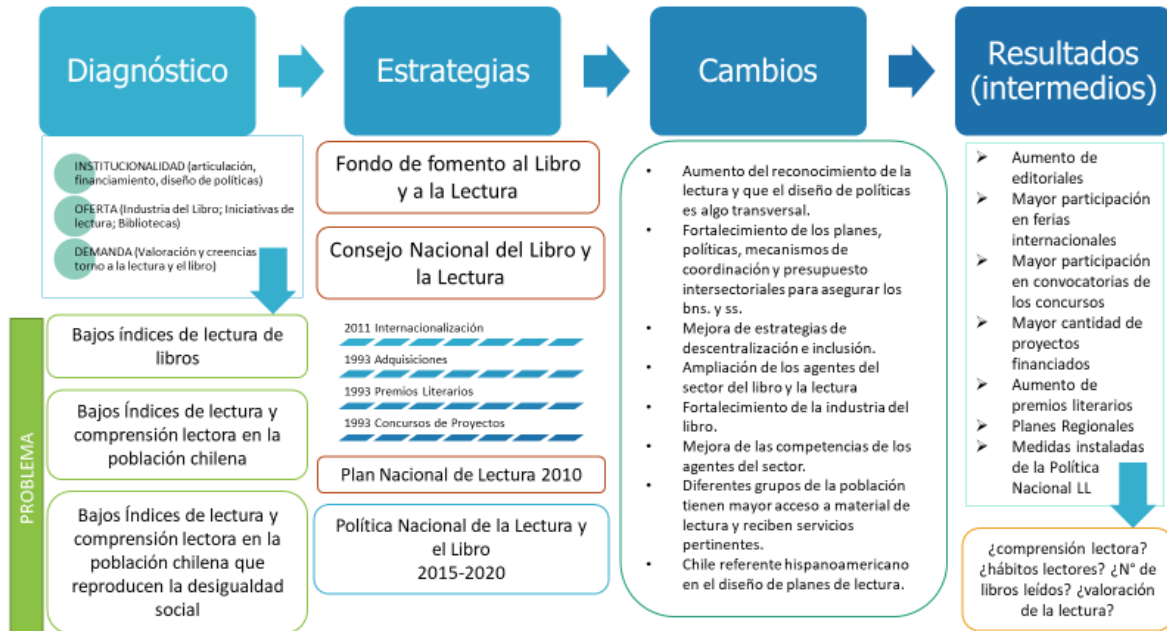 Diagnóstico
INSTITUCIONALIDAD (articulación,
financiamiento, diseño de políticas)
OFERTA (Industria del Libro; Iniciativas de
lectura; Bibliotecas)
DEMANDA (Valoración y creencias
torno a la lectura y el libro)
PROBLEMA
Bajos índices de lectura de
libros
Bajos Índices de lectura y
comprensión lectora en la
población chilena
Bajos Índices de lectura y
comprensión lectora en la
población chilena que
reproducen la desigualdad
social
Estrategias
Fondo de fomento al Libro
y a la Lectura
Consejo Nacional del Libro y
la Lectura
2011 Internacionalización
1993 Adquisiciones
1993 Premios Literarios
1993 Concursos de Proyectos
Plan Nacional de Lectura 2010
Política Nacional de la Lectura y
el Libro
2015-2020
Cambios
• Aumento del reconocimiento de la
lectura y que el diseño de políticas
es algo transversal.
• Fortalecimiento de los planes,
políticas, mecanismos de
coordinación y presupuesto
intersectoriales para asegurar los
bns. y ss.
• Mejora de estrategias de
descentralización e inclusión.
• Ampliación de los agentes del
sector del libro y la lectura
• Fortalecimiento de la industria del
libro.
• Mejora de las competencias de los
agentes del sector.
• Diferentes grupos de la población
tienen mayor acceso a material de
lectura y reciben servicios
pertinentes.
• Chile referente hispanoamericano
en el diseño de planes de lectura.
Resultados
(intermedios)
➢ Aumento de
editoriales
➢ Mayor participación
en ferias
internacionales
➢ Mayor participación
en convocatorias de
los concursos
➢ Mayor cantidad de
proyectos
financiados
➢ Aumento de
premios literarios
➢ Planes Regionales
➢ Medidas instaladas
de la Política
Nacional LL
¿comprensión lectora?
¿hábitos lectores? ¿N° de
libros leídos? ¿valoración
de la lectura?